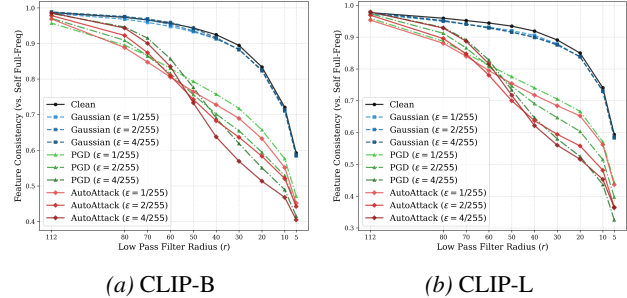 1.0
0.9
0.8
0.7
0.6
0.5
0.4
Feature Consistency (vs. Self Full-Freq)
Clean
Gaussian (ε = 1/255)
Gaussian (ε = 2/255)
Gaussian (ε = 4/255)
PGD (ε = 1/255)
PGD (ε = 2/255)
PGD (ε = 4/255)
AutoAttack (ε = 1/255)
AutoAttack (ε = 2/255)
AutoAttack (ε = 4/255)
112 80 70 60 50 40 30 20 10 5
Low Pass Filter Radius (r)
(a) CLIP-B
1.0
0.9
0.8
0.7
0.6
0.5
0.4
0.3
Feature Consistency (vs. Self Full-Freq)
Clean
Gaussian (ε = 1/255)
Gaussian (ε = 2/255)
Gaussian (ε = 4/255)
PGD (ε = 1/255)
PGD (ε = 2/255)
PGD (ε = 4/255)
AutoAttack (ε = 1/255)
AutoAttack (ε = 2/255)
AutoAttack (ε = 4/255)
112 80 70 60 50 40 30 20 10 5
Low Pass Filter Radius (r)
(b) CLIP-L